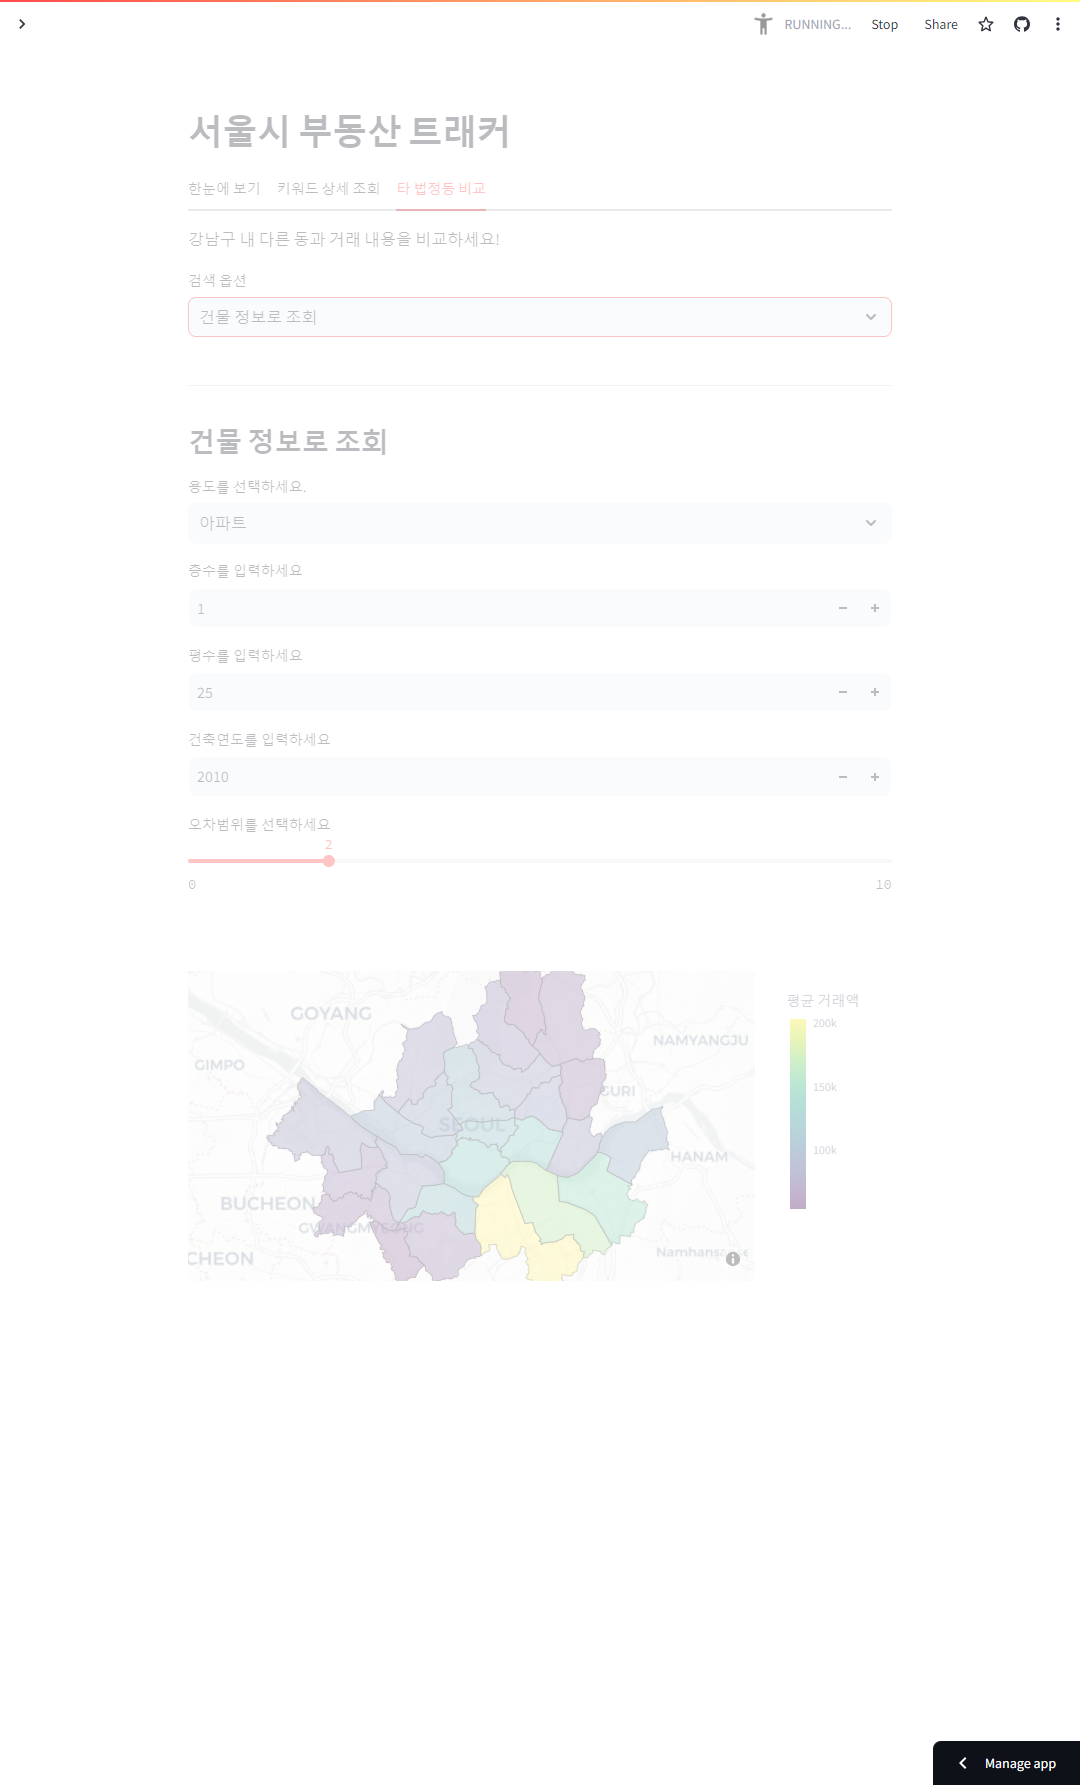 RUNNING... Stop Share
서울시 부동산 트래커
한눈에 보기 키워드 상세 조회 타 법정동 비교
강남구 내 다른 동과 거래 내용을 비교하세요!
검색 옵션
건물 정보로 조회
건물 정보로 조회
용도를 선택하세요.
아파트
층수를 입력하세요
1
평수를 입력하세요
25
건축연도를 입력하세요
2010
오차범위를 선택하세요
2
0 10
평균 거래액
200k
150k
100k
GOYANG
NAMYANGJU
GIMPO
GURI
SEOUL
HANAM
BUCHEON
GWANGMYEONG
CHEON
Manage app